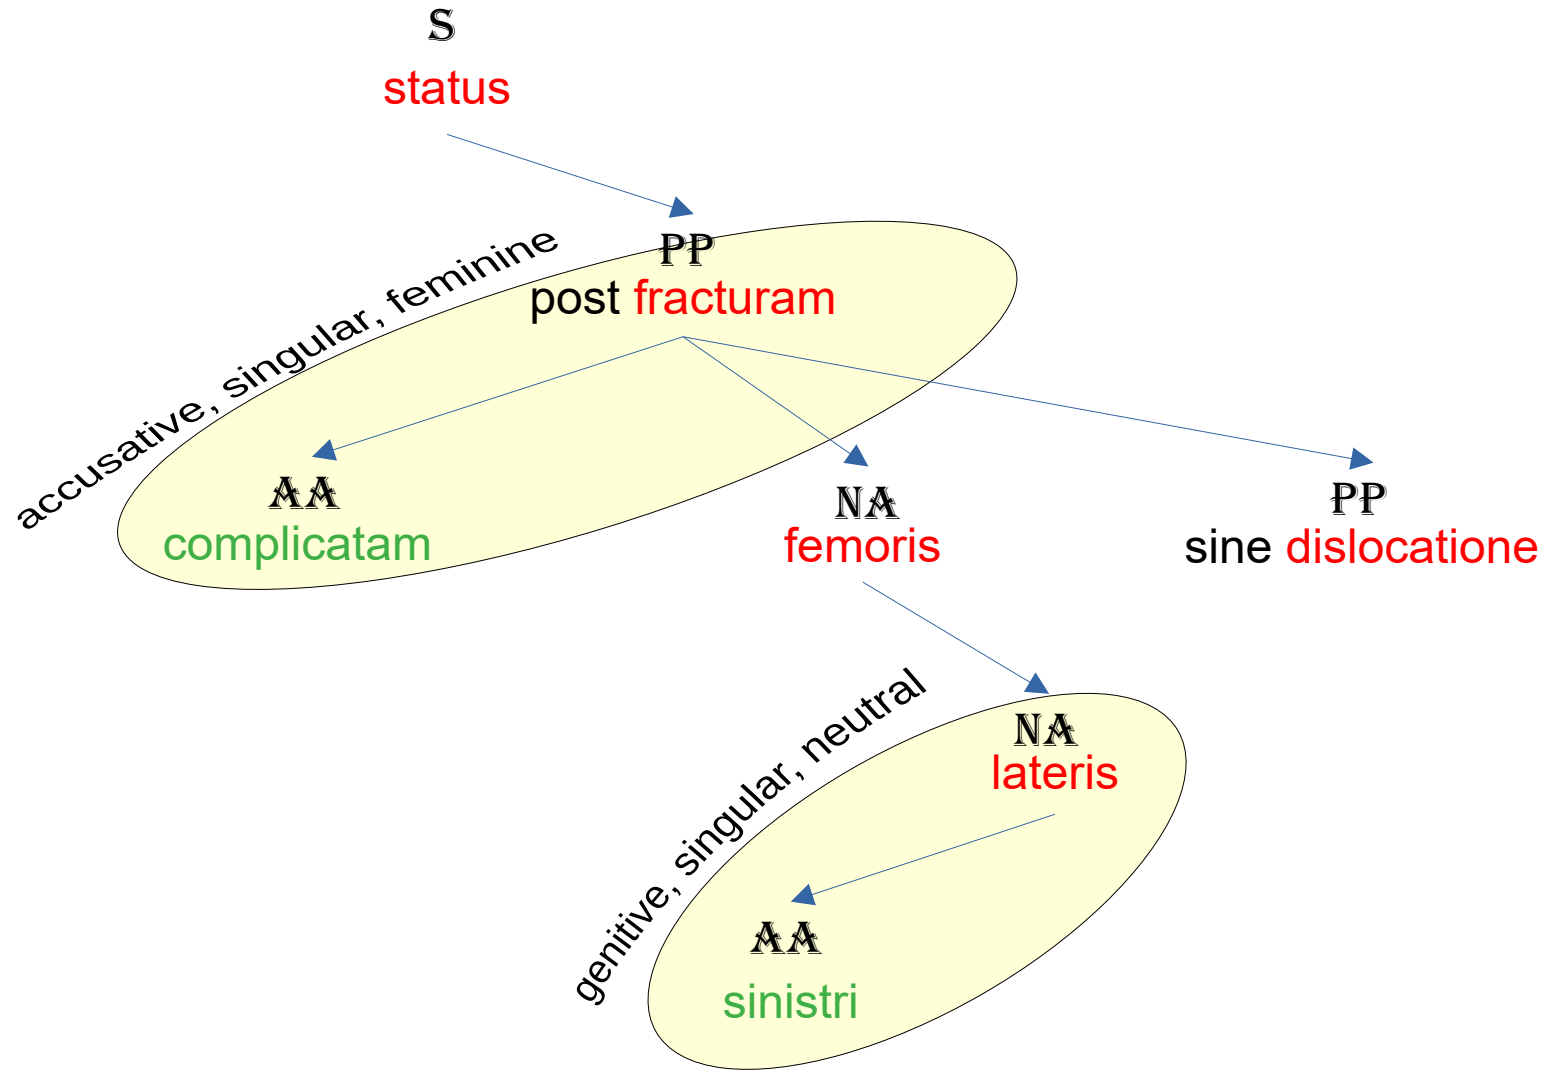 S
status
accusative, singular, feminine
PP
post fracturam
AA
complicatam
NA
femoris
PP
sine dislocatione
genitive, singular, neutral
NA
lateris
AA
sinistri